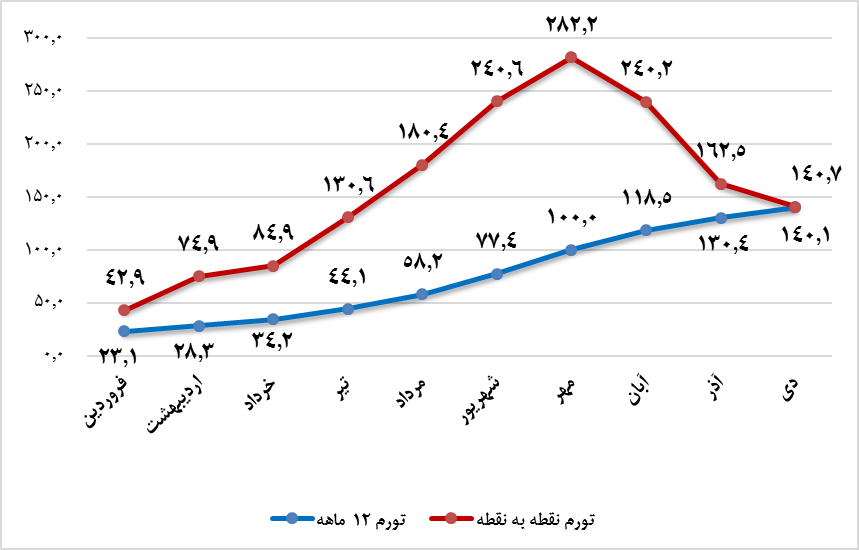 ۳۰۰,۰
۲۵۰,۰
۲۰۰,۰
۱۵۰,۰
۱۰۰,۰
۵۰,۰
۰,۰
۴۲,۹
۷۴,۹
۸۴,۹
۱۳۰,۶
۱۸۰,۴
۲۴۰,۶
۲۸۲,۲
۲۴۰,۲
۱۶۲,۵
۱۴۰,۷
۲۳,۱
۲۸,۳
۳۴,۲
۴۴,۱
۵۸,۲
۷۷,۴
۱۰۰,۰
۱۱۸,۵
۱۳۰,۴
۱۴۰,۱
فروردین
اردیبهشت
خرداد
تیر
مرداد
شهریور
مهر
آبان
آذر
دی
تورم نقطه به نقطه
تورم ۱۲ ماهه